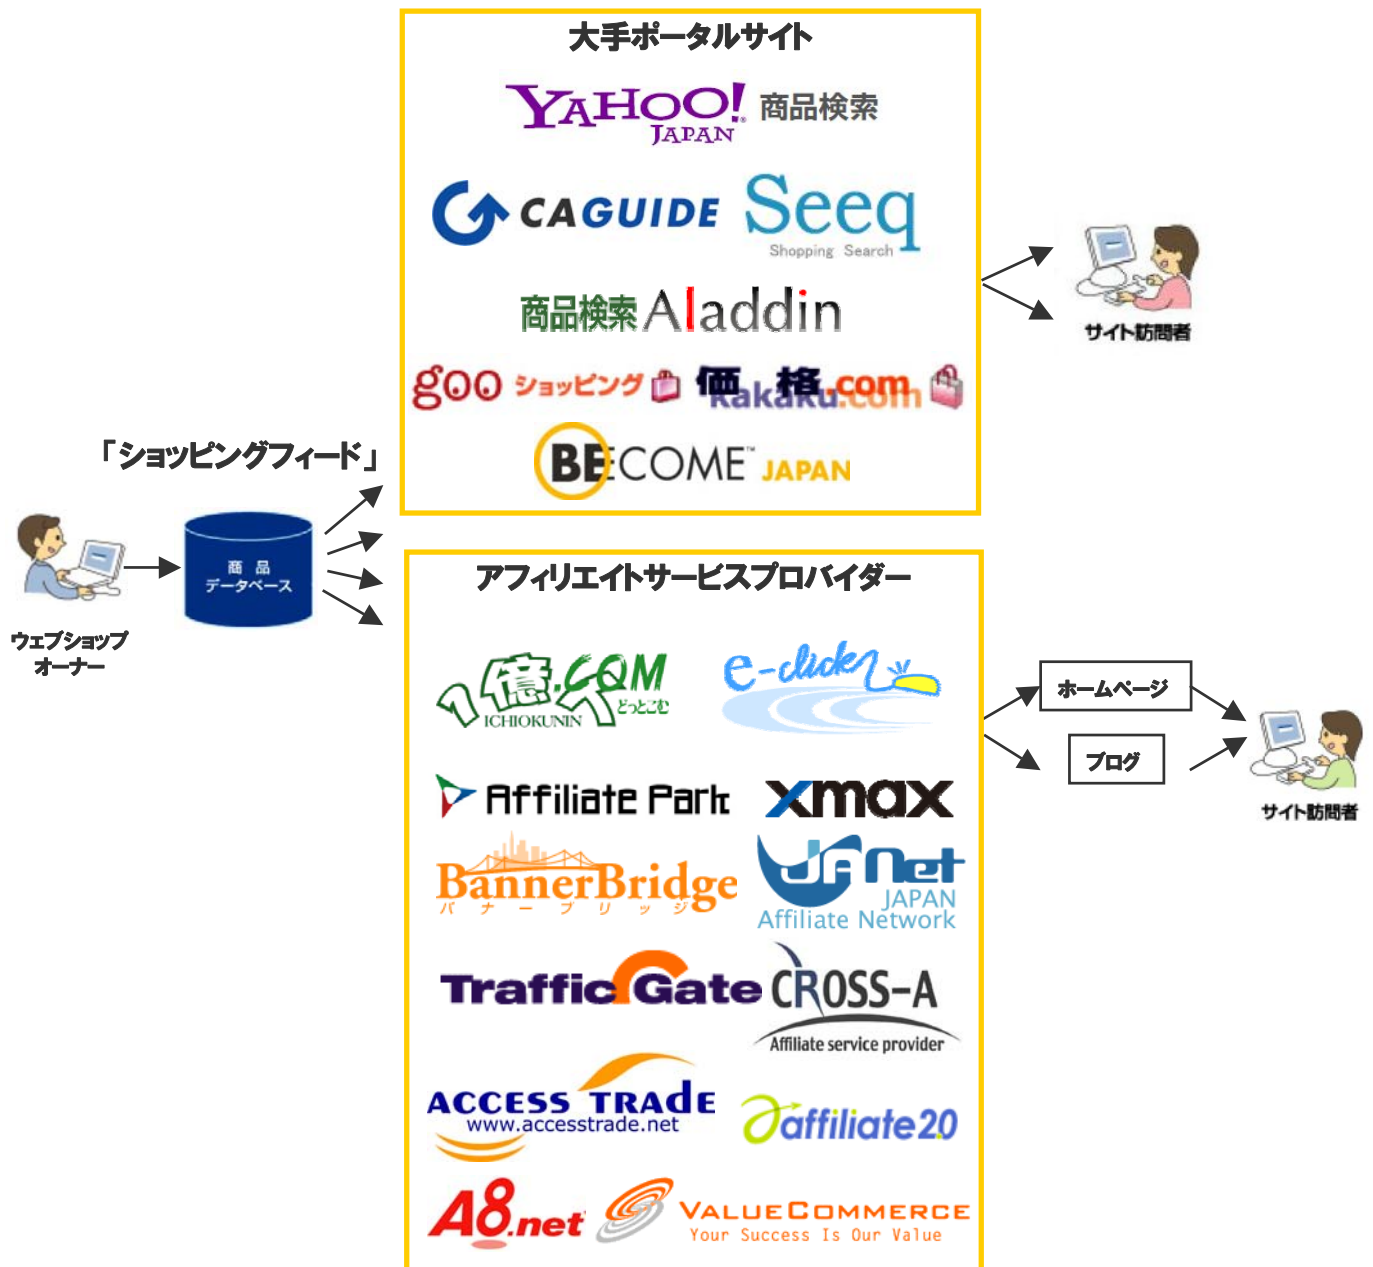 大手ポータルサイト
YAHOO! JAPAN 商品検索
CAGUIDE
Seeq
Shopping Search
商品検索 Aladdin
goo ショッピング
価格.com
kakaku.com
BECOME™ JAPAN
サイト訪問者
「ショッピングフィード」
商品
データベース
ウェブショップ
オーナー
アフィリエイトサービスプロバイダー
1億人.COM
ICHIOKUNIN
どっとこむ
e-click
Affiliate Park
xmax
BannerBridge
バナーブリッジ
JANet
JAPAN
Affiliate Network
TrafficGate
CROSS-A
Affiliate service provider
ACCESS TRADE
www.accesstrade.net
affiliate2.0
A8.net
VALUECOMMERCE
Your Success Is Our Value
ホームページ
ブログ
サイト訪問者